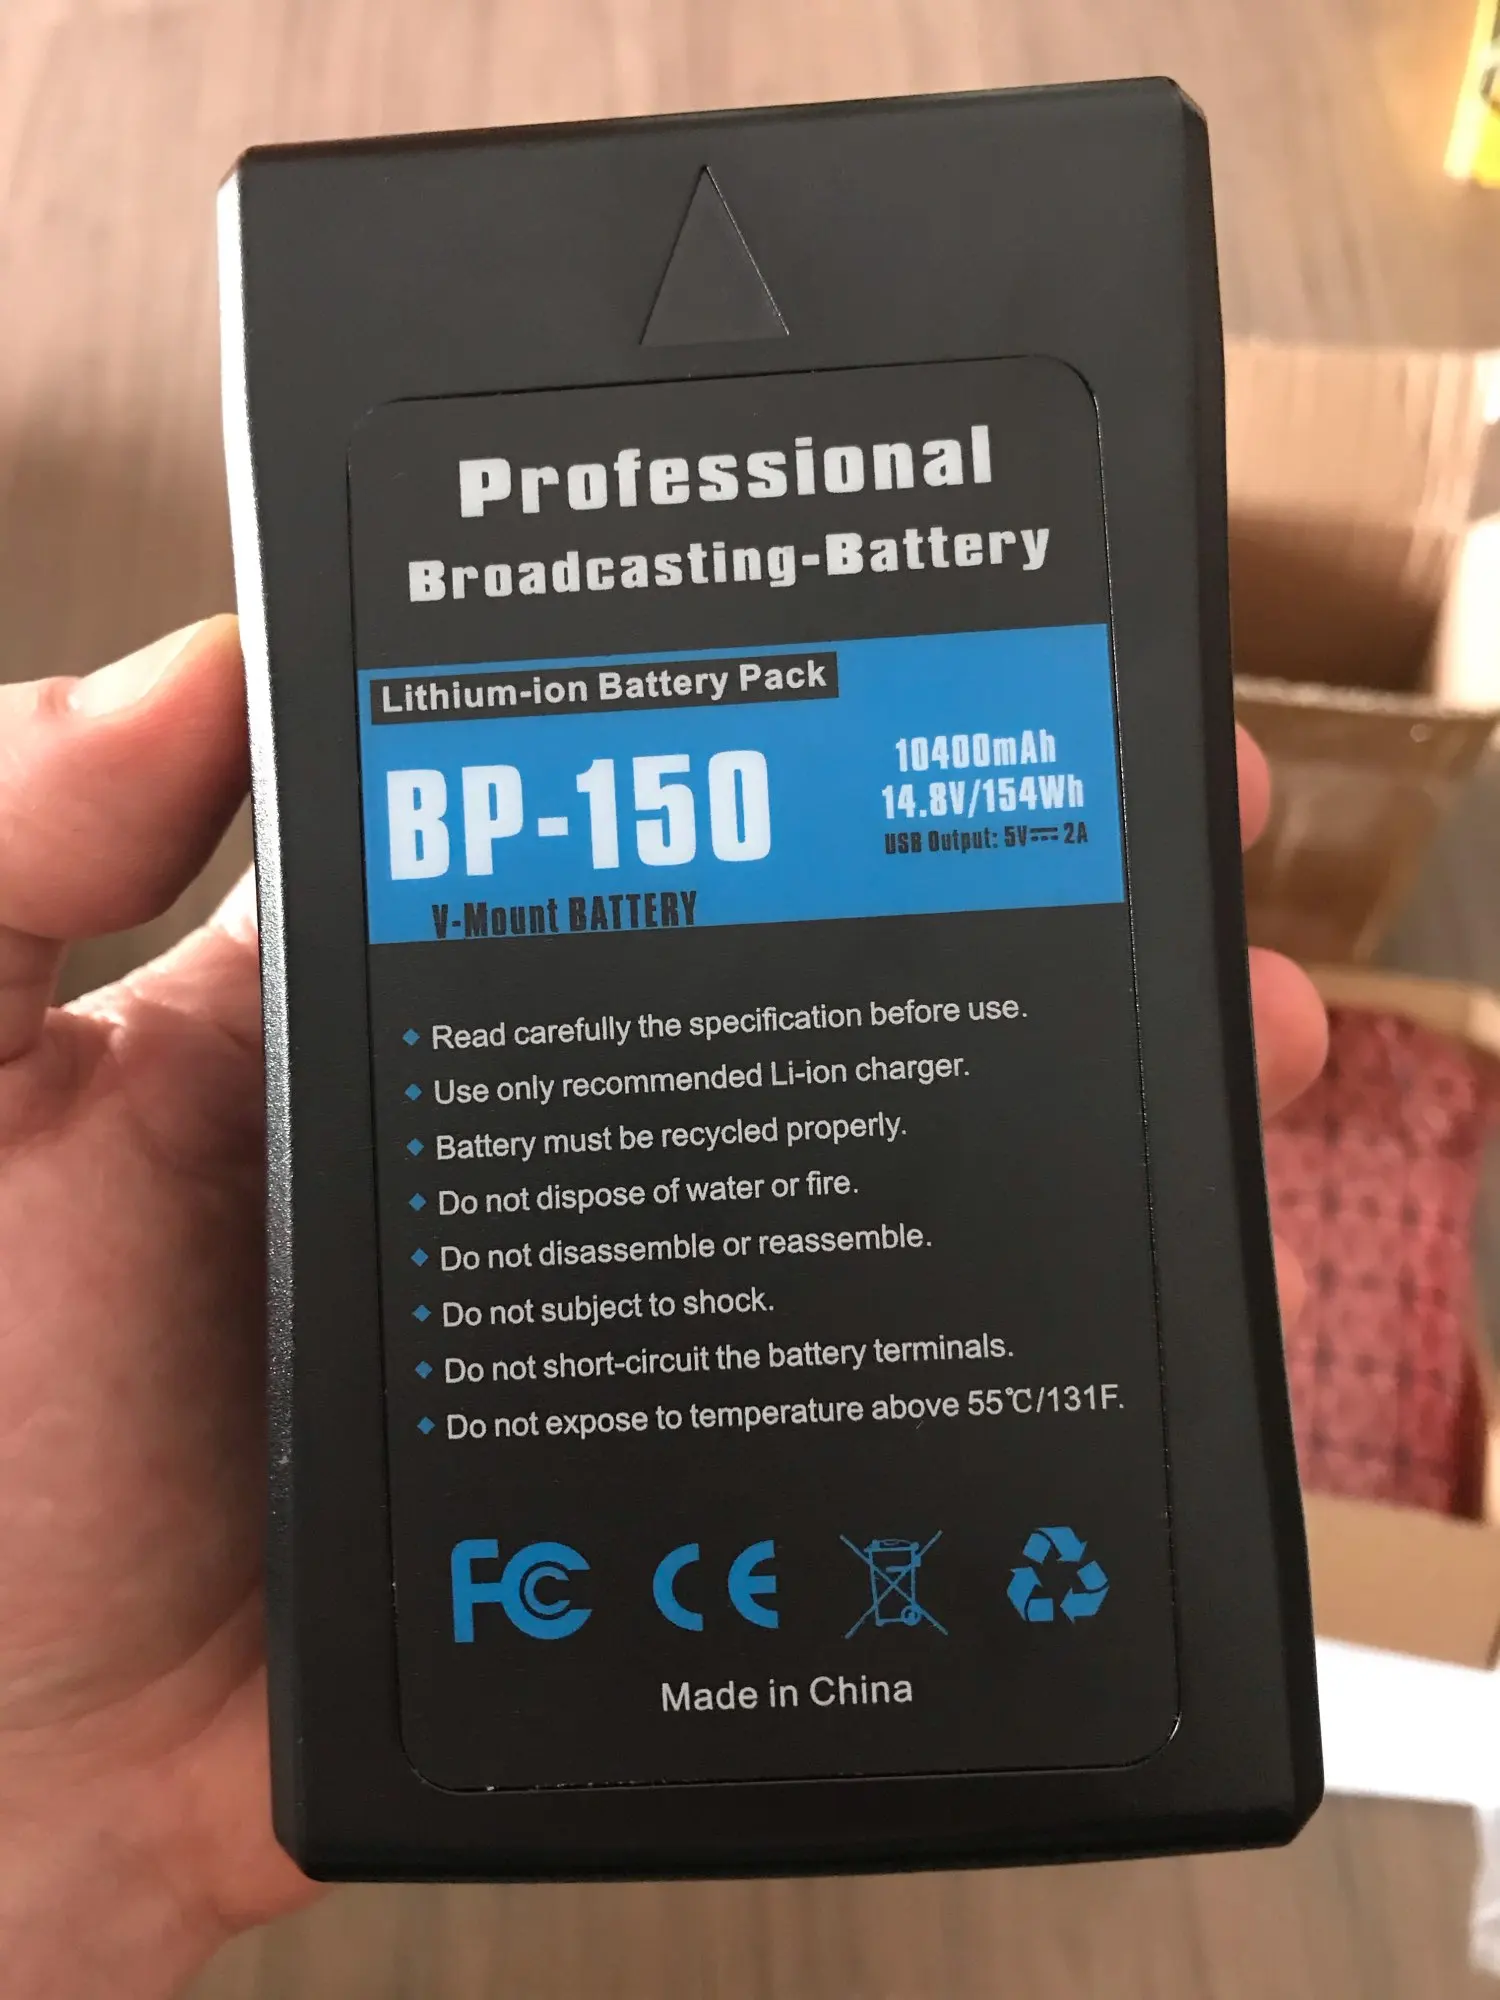 Professional
Broadcasting-Battery
Lithium-ion Battery Pack
BP-150
10400mAh
14.8V/154Wh
USB Output: 5V⎓2A
V-Mount BATTERY
Read carefully the specification before use.
Use only recommended Li-ion charger.
Battery must be recycled properly.
Do not dispose of water or fire.
Do not disassemble or reassemble.
Do not subject to shock.
Do not short-circuit the battery terminals.
Do not expose to temperature above 55℃/131F.
FC CE
Made in China